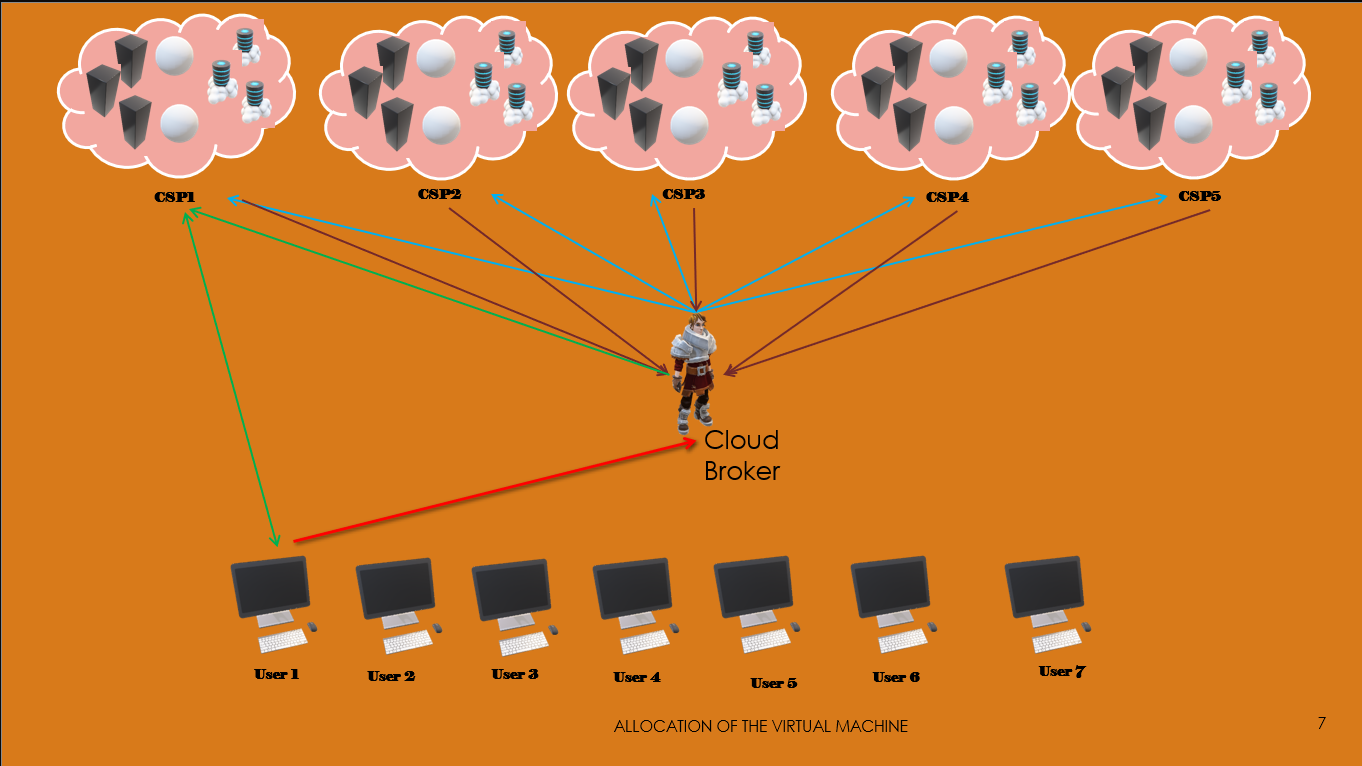 CSP1
CSP2
CSP3
CSP4
CSP5
Cloud
Broker
User 1
User 2
User 3
User 4
User 5
User 6
User 7
ALLOCATION OF THE VIRTUAL MACHINE
7